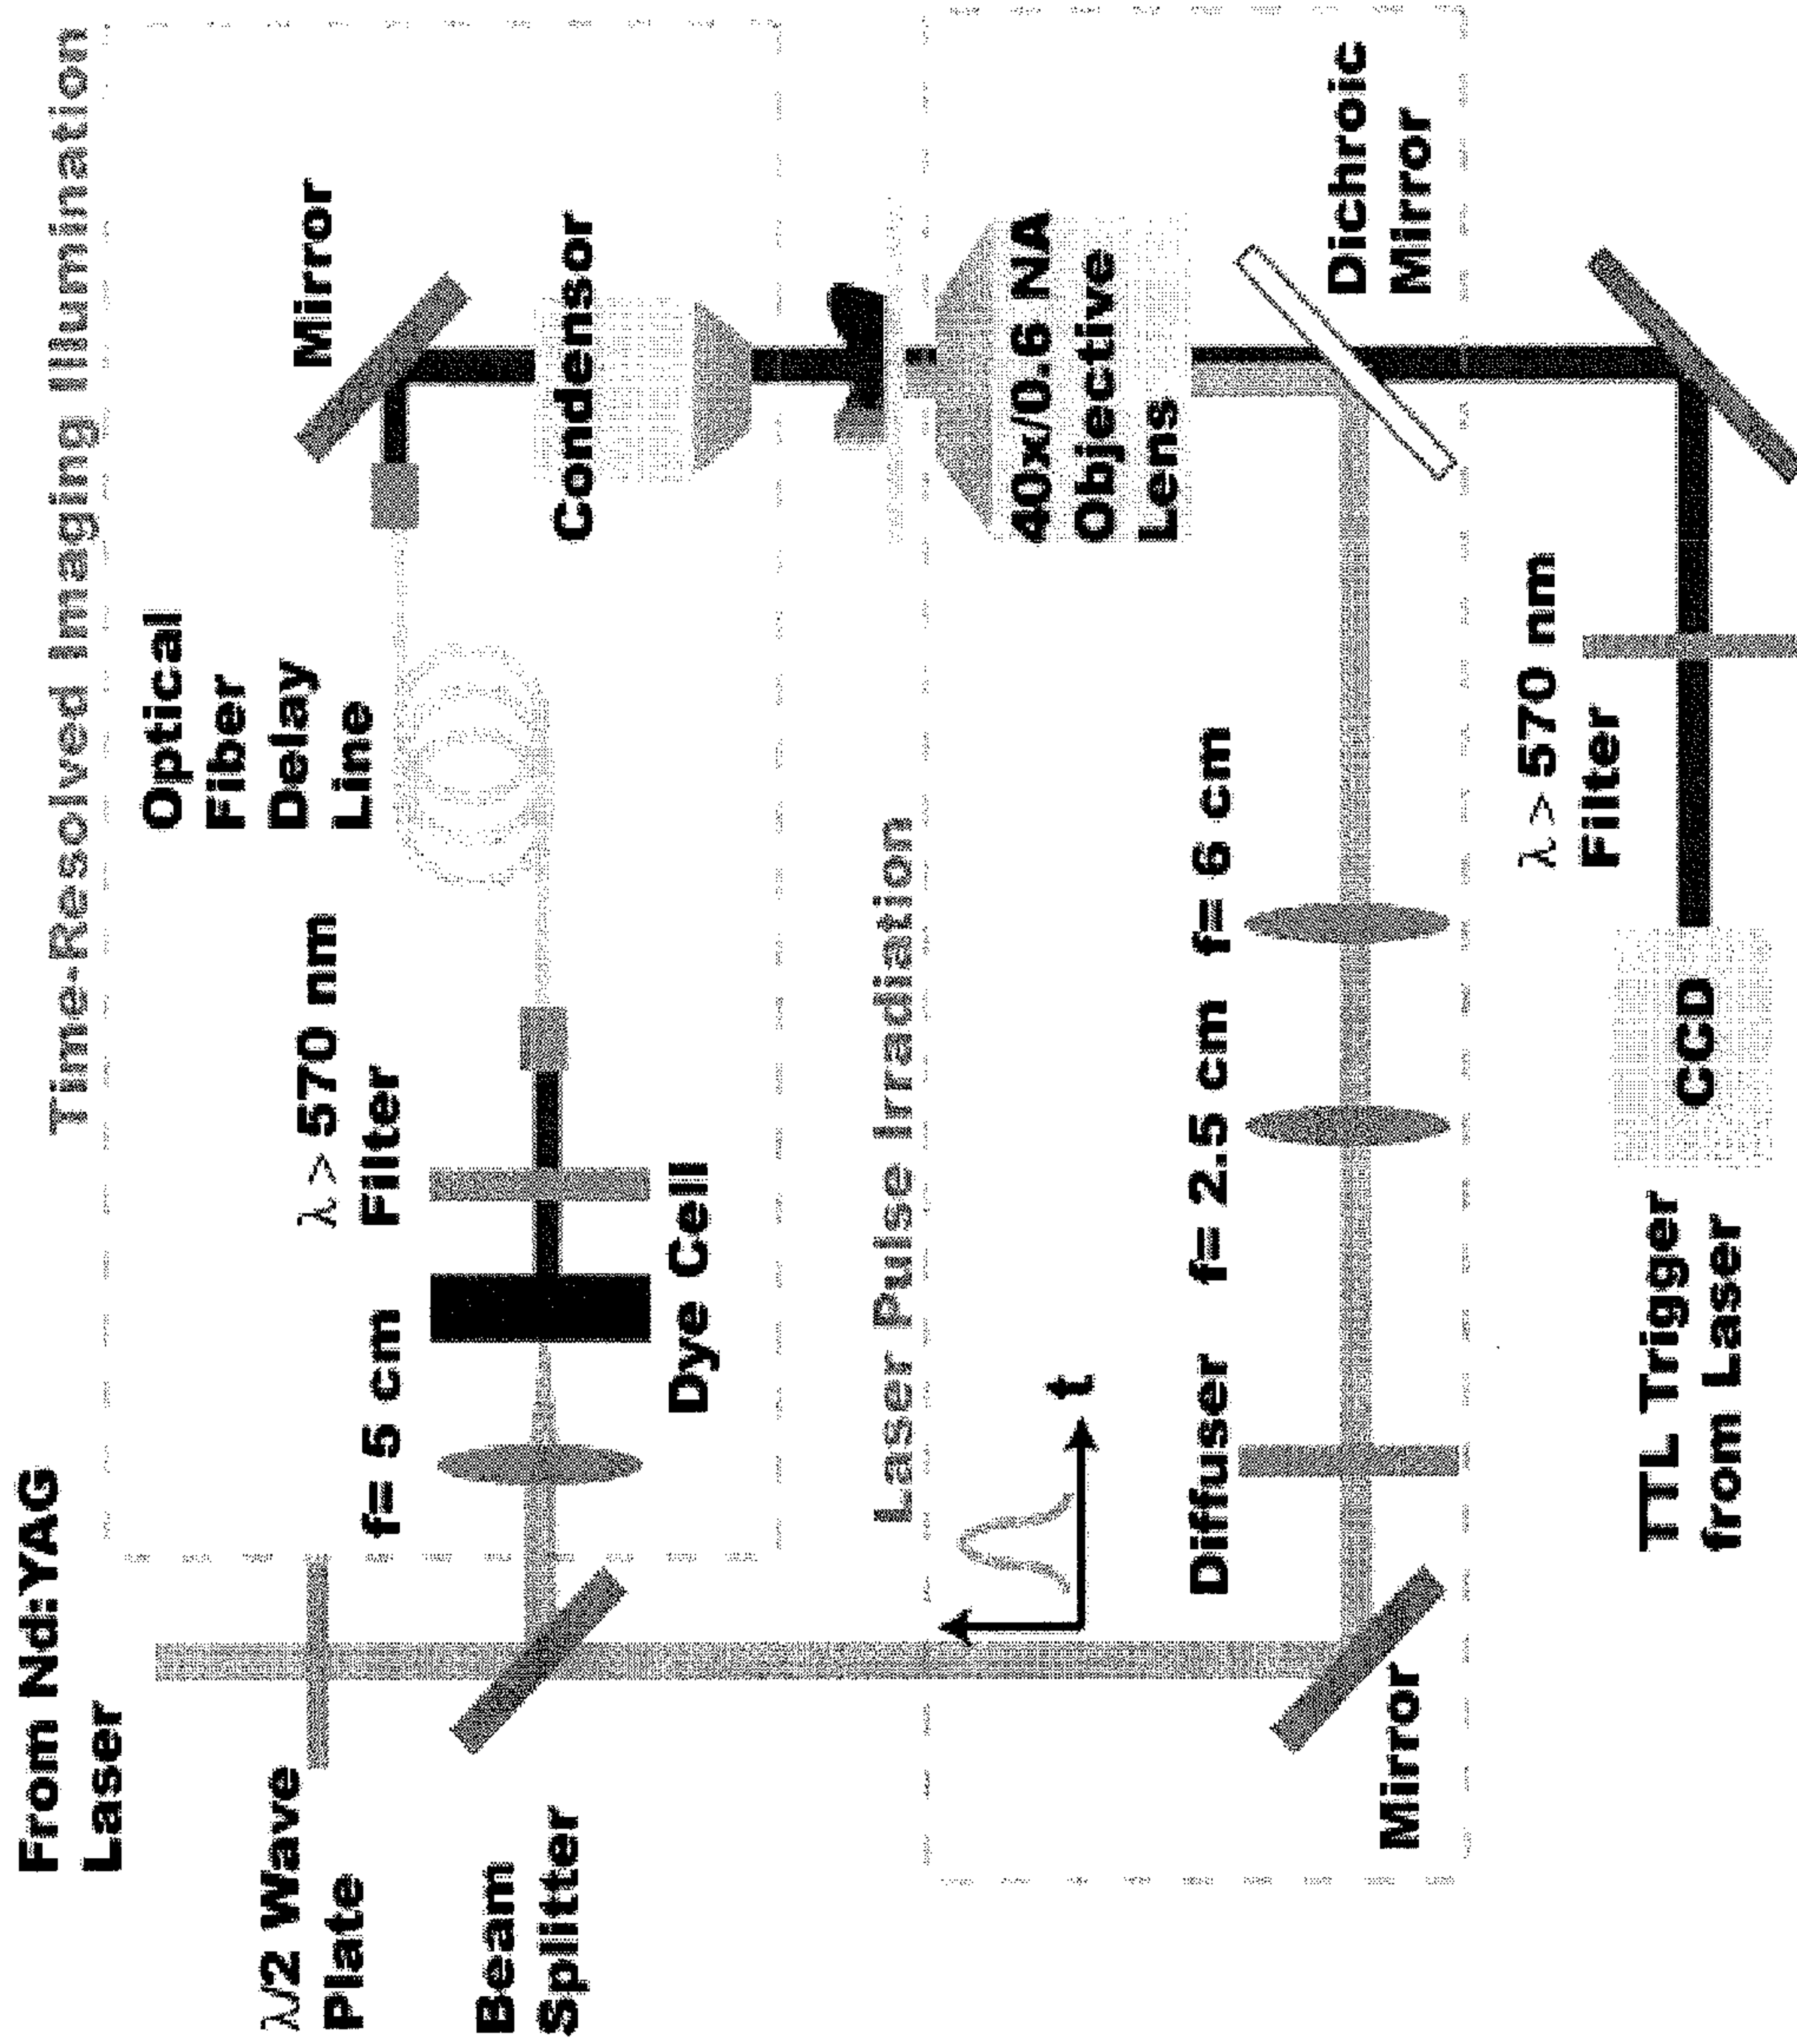 From Nd:YAG
Laser
Time-Resolved Imaging Illumination
λ/2 Wave
Plate
Beam
Splitter
f= 5 cm
λ > 570 nm
Filter
Dye Cell
Optical
Fiber
Delay
Line
Mirror
Condensor
Laser Pulse Irradiation
t
Mirror
Diffuser
f= 2.5 cm
f= 6 cm
40x/0.6 NA
Objective
Lens
Dichroic
Mirror
TTL Trigger
from Laser
CCD
λ > 570 nm
Filter